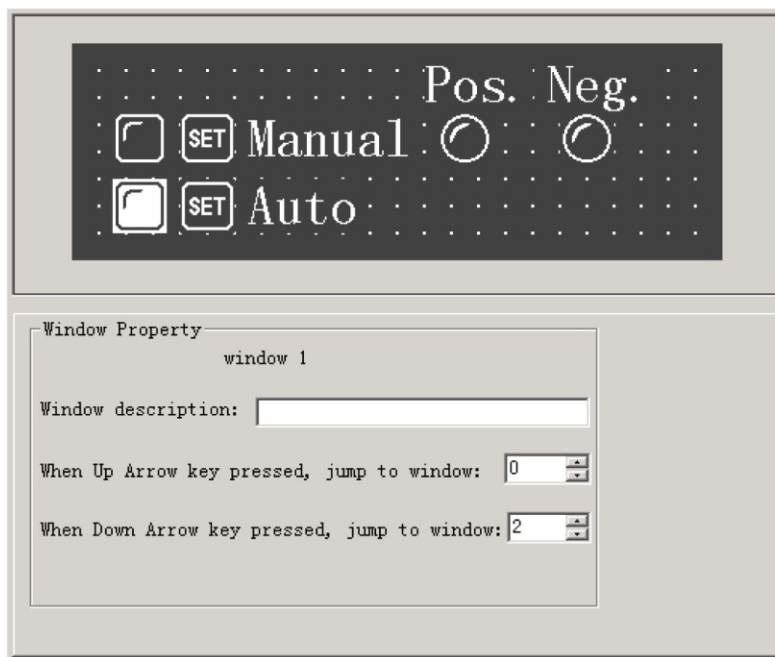 Pos. Neg.
SET Manual
SET Auto
Window Property
window 1
Window description:
When Up Arrow key pressed, jump to window: 0
When Down Arrow key pressed, jump to window: 2